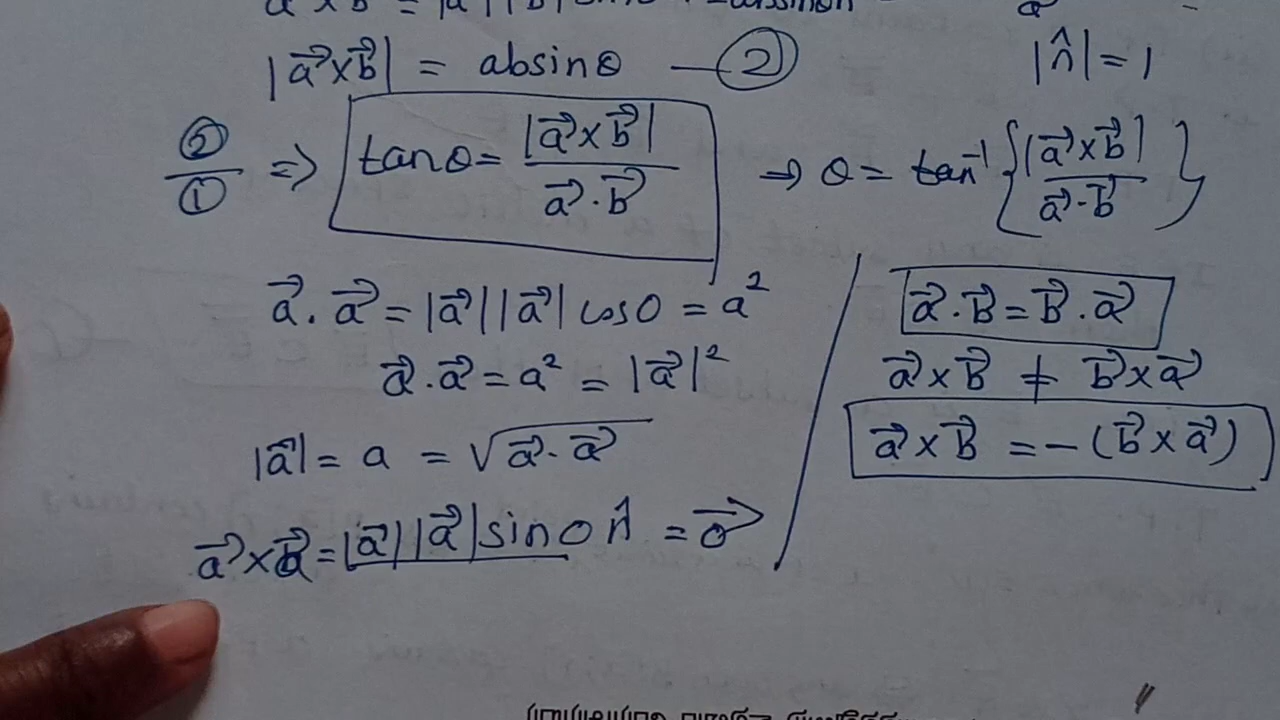 |a⃗×b⃗| = absinθ —②
|n̂| = 1
②/① ⇒ tanθ = |a⃗×b⃗| / a⃗·b⃗ → θ = tan⁻¹{|a⃗×b⃗| / a⃗·b⃗}
a⃗·a⃗ = |a⃗||a⃗| cos0 = a²
a⃗·a⃗ = a² = |a⃗|²
|a⃗| = a = √a⃗·a⃗
a⃗×a⃗ = |a⃗||a⃗|sin0 n̂ = 0⃗
a⃗·b⃗ = b⃗·a⃗
a⃗×b⃗ ≠ b⃗×a⃗
a⃗×b⃗ = -(b⃗×a⃗)